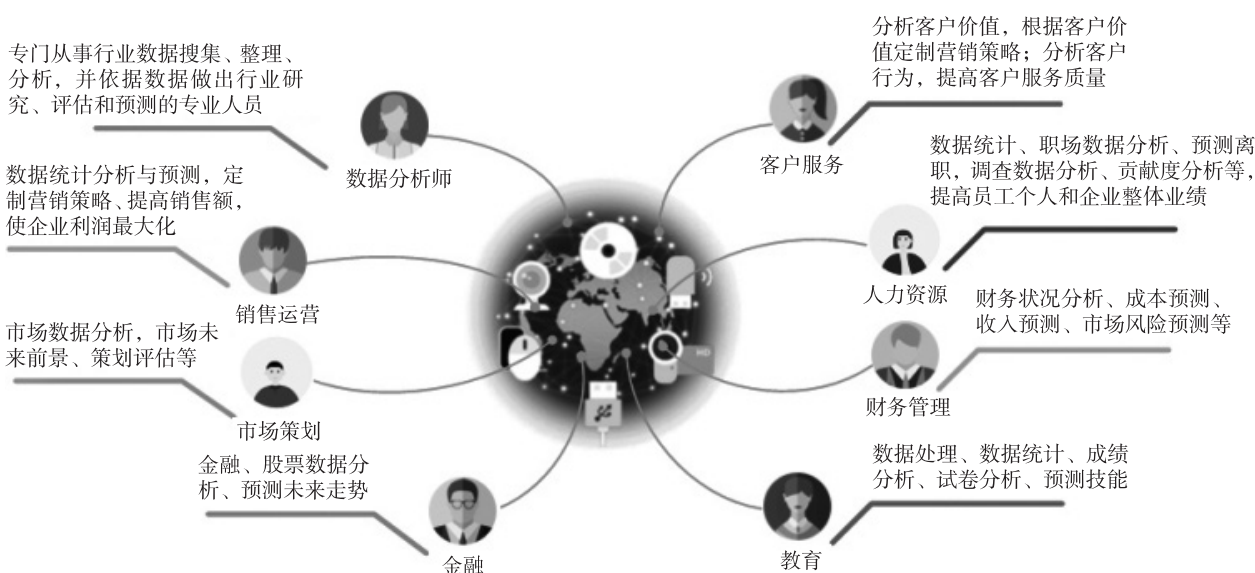 专门从事行业数据搜集、整理、
分析，并依据数据做出行业研
究、评估和预测的专业人员
数据分析师
数据统计分析与预测，定
制营销策略、提高销售额，
使企业利润最大化
销售运营
市场数据分析，市场未
来前景、策划评估等
市场策划
金融、股票数据分
析、预测未来走势
金融
分析客户价值，根据客户价
值定制营销策略；分析客户
行为，提高客户服务质量
客户服务
数据统计、职场数据分析、预测离
职，调查数据分析、贡献度分析等，
提高员工个人和企业整体业绩
人力资源
财务状况分析、成本预测、
收入预测、市场风险预测等
财务管理
数据处理、数据统计、成绩
分析、试卷分析、预测技能
教育
HD